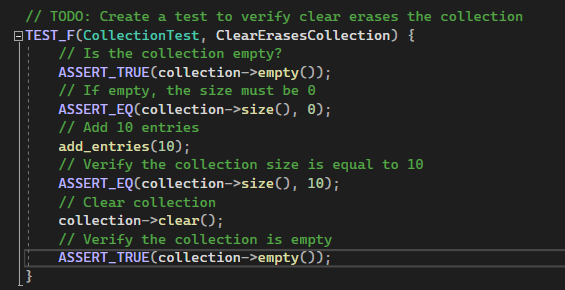 // TODO: Create a test to verify clear erases the collection
TEST_F(CollectionTest, ClearErasesCollection) {
    // Is the collection empty?
    ASSERT_TRUE(collection->empty());
    // If empty, the size must be 0
    ASSERT_EQ(collection->size(), 0);
    // Add 10 entries
    add_entries(10);
    // Verify the collection size is equal to 10
    ASSERT_EQ(collection->size(), 10);
    // Clear collection
    collection->clear();
    // Verify the collection is empty
    ASSERT_TRUE(collection->empty());
}